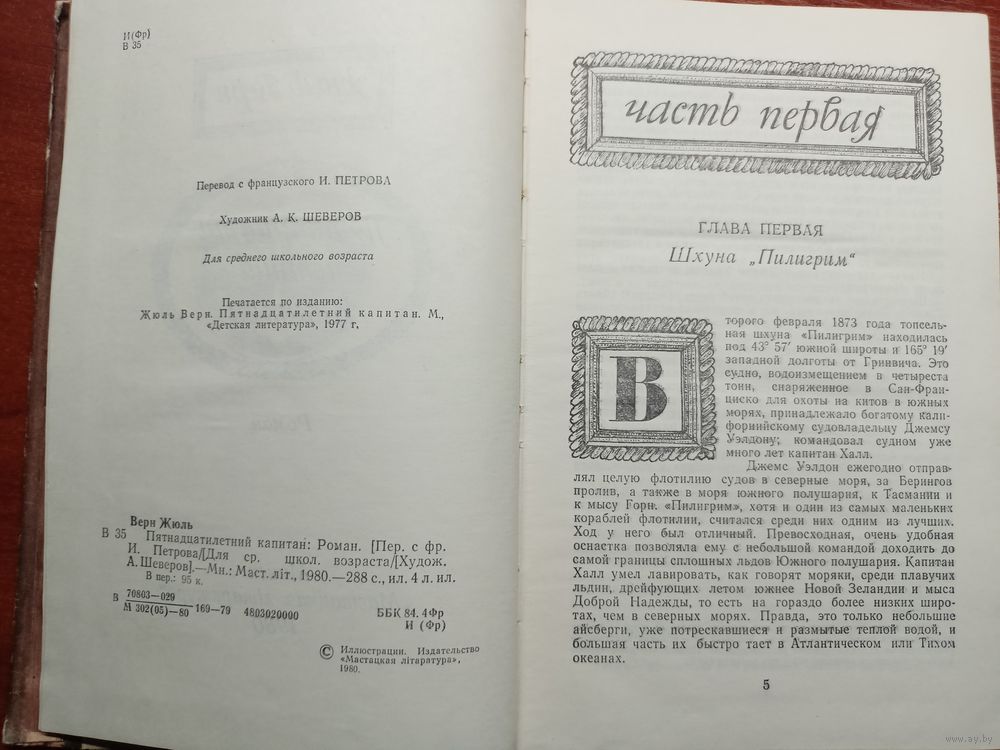 И(Фр)
В 35
Перевод с французского И. ПЕТРОВА
Художник А. К. ШЕВЕРОВ
Для среднего школьного возраста
Печатается по изданию:
Жюль Верн. Пятнадцатилетний капитан. М.,
«Детская литература», 1977 г.
Роман
Верн Жюль
В 35 Пятнадцатилетний капитан: Роман. [Пер. с фр.
И. Петрова/[Для ср. школ. возраста/[Худож.
А.Шеверов].—Мн.: Маст. літ., 1980.—288 с., ил. 4 л. ил.
В пер.: 95 к.
В 70803—029
М 302(05)—80 169—79 4803020000
ББК 84. 4Фр
И (Фр)
© Иллюстрации. Издательство
«Мастацкая літаратура»,
1980.
часть первая
ГЛАВА ПЕРВАЯ
Шхуна „Пилигрим“
В
торого февраля 1873 года топсель-
ная шхуна «Пилигрим» находилась
под 43° 57′ южной широты и 165° 19′
западной долготы от Гринвича. Это
судно, водоизмещением в четыреста
тонн, снаряженное в Сан-Фран-
циско для охоты на китов в южных
морях, принадлежало богатому кали-
форнийскому судовладельцу Джемсу
Уэлдону; командовал судном уже
много лет капитан Халл.
Джемс Уэлдон ежегодно отправ-
лял целую флотилию судов в северные моря, за Берингов
пролив, а также в моря южного полушария, к Тасмании и
к мысу Горн. «Пилигрим», хотя и один из самых маленьких
кораблей флотилии, считался среди них одним из лучших.
Ход у него был отличный. Превосходная, очень удобная
оснастка позволяла ему с небольшой командой доходить до
самой границы сплошных льдов Южного полушария. Капитан
Халл умел лавировать, как говорят моряки, среди плавучих
льдин, дрейфующих летом южнее Новой Зеландии и мыса
Доброй Надежды, то есть на гораздо более низких широ-
тах, чем в северных морях. Правда, это только небольшие
айсберги, уже потрескавшиеся и размытые теплой водой, и
большая часть их быстро тает в Атлантическом или Тихом
океанах.
5
www.ay.by